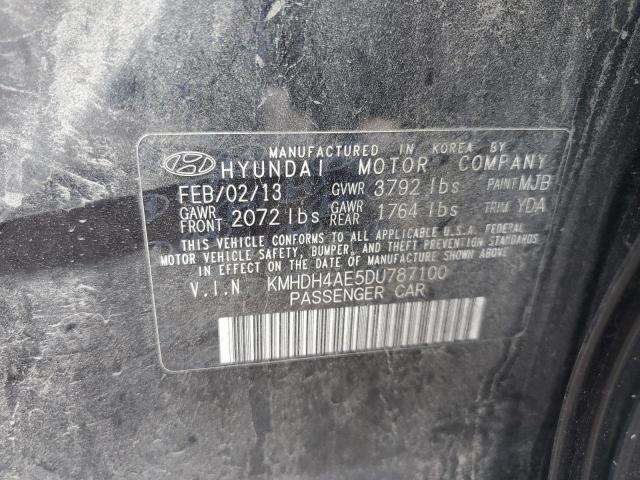 MANUFACTURED IN KOREA BY
HYUNDAI MOTOR COMPANY
FEB/02/13 GVWR 3792 lbs PAINT MJB
GAWR FRONT 2072 lbs GAWR REAR 1764 lbs TRIM YDA
THIS VEHICLE CONFORMS TO ALL APPLICABLE U.S.A. FEDERAL
MOTOR VEHICLE SAFETY, BUMPER, AND THEFT PREVENTION STANDARDS
IN EFFECT ON THE DATE OF MANUFACTURE SHOWN ABOVE.
V.I.N KMHDH4AE5DU787100
PASSENGER CAR